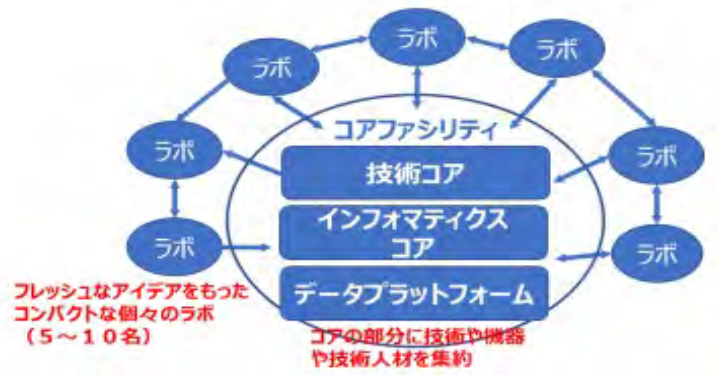 ラボ
ラボ
ラボ
ラボ
ラボ
ラボ
ラボ
コアファシリティ
技術コア
インフォマティクス
コア
データプラットフォーム
フレッシュなアイデアをもった
コンパクトな個々のラボ
（５～１０名）
コアの部分に技術や機器
や技術人材を集約